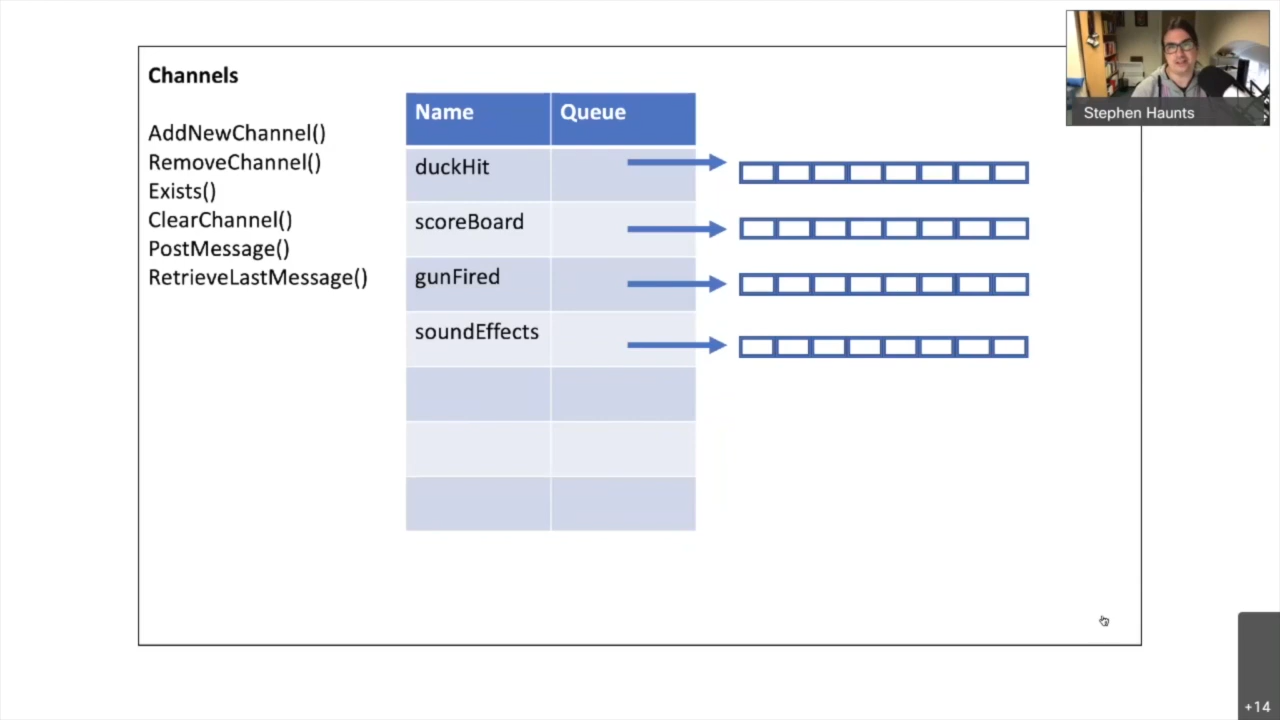 Channels
AddNewChannel()
RemoveChannel()
Exists()
ClearChannel()
PostMessage()
RetrieveLastMessage()
Name Queue
duckHit
scoreBoard
gunFired
soundEffects
Stephen Haunts
+14